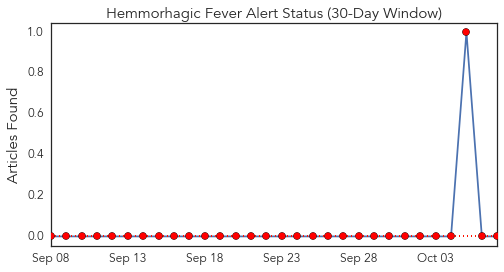 Hemmorhagic Fever Alert Status (30-Day Window)
Articles Found
1.0
0.8
0.6
0.4
0.2
0.0
Sep 08 Sep 13 Sep 18 Sep 23 Sep 28 Oct 03